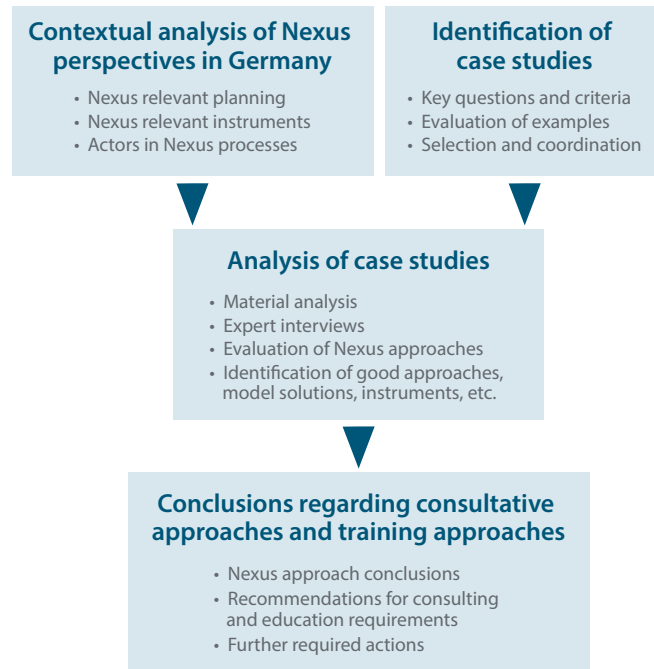 Contextual analysis of Nexus
perspectives in Germany
• Nexus relevant planning
• Nexus relevant instruments
• Actors in Nexus processes
Identification of
case studies
• Key questions and criteria
• Evaluation of examples
• Selection and coordination
Analysis of case studies
• Material analysis
• Expert interviews
• Evaluation of Nexus approaches
• Identification of good approaches,
model solutions, instruments, etc.
Conclusions regarding consultative
approaches and training approaches
• Nexus approach conclusions
• Recommendations for consulting
and education requirements
• Further required actions